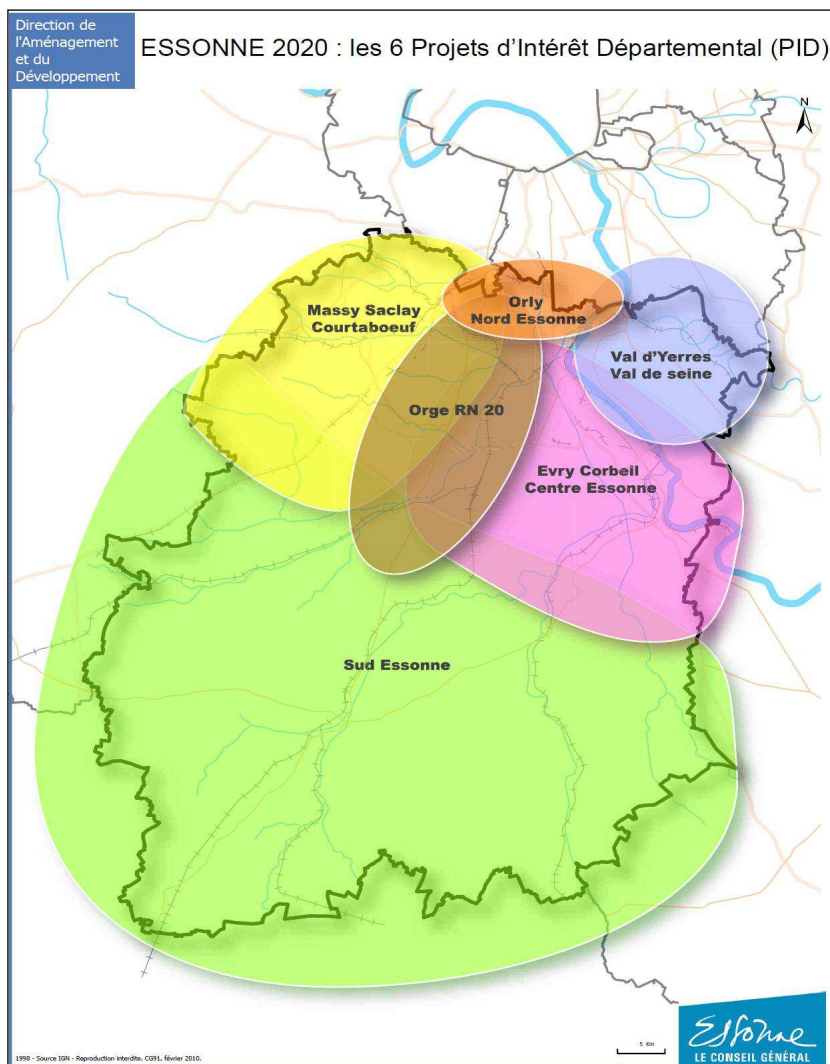 Direction de
l'Aménagement
et du
Développement
ESSONNE 2020 : les 6 Projets d'Intérêt Départemental (PID)
N
Massy Saclay
Courtaboeuf
Orly
Nord Essonne
Val d'Yerres
Val de seine
Orge RN 20
Evry Corbeil
Centre Essonne
Sud Essonne
5 Km
Essonne
LE CONSEIL GÉNÉRAL
1998 - Source IGN - Reproduction interdite. CG91, février 2010.